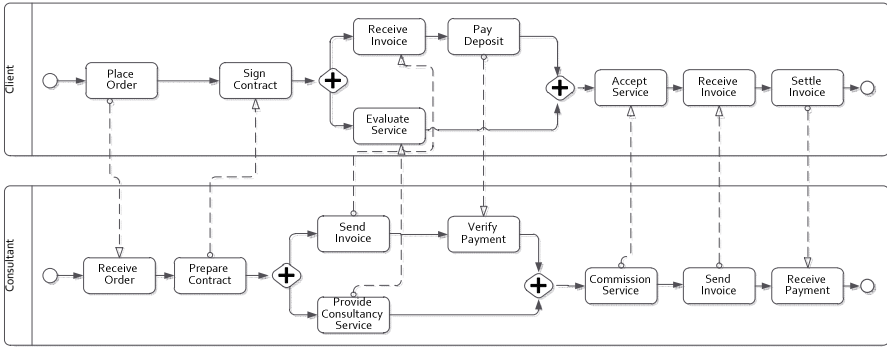 Client
Place
Order
Sign
Contract
Receive
Invoice
Pay
Deposit
Evaluate
Service
Accept
Service
Receive
Invoice
Settle
Invoice
Consultant
Receive
Order
Prepare
Contract
Send
Invoice
Verify
Payment
Provide
Consultancy
Service
Commission
Service
Send
Invoice
Receive
Payment